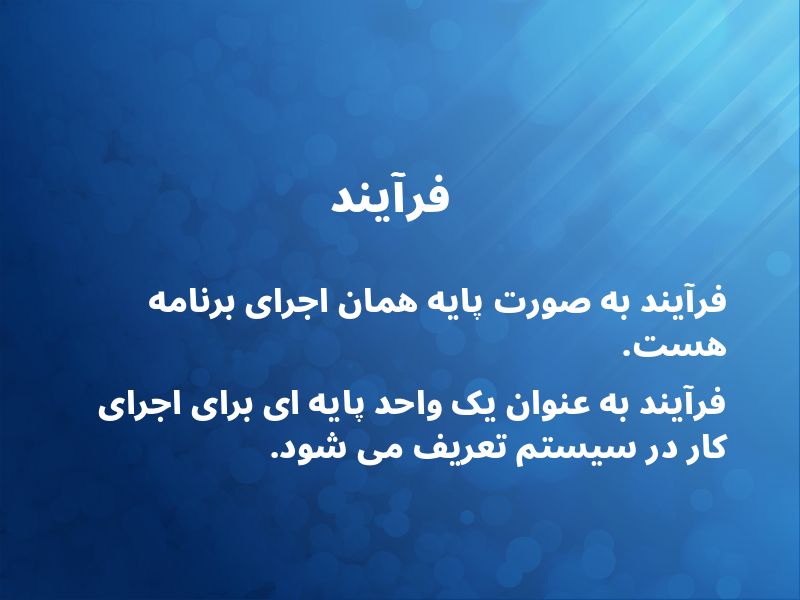 فرآیند
فرآیند به صورت پایه همان اجرای برنامه
هست.
فرآیند به عنوان یک واحد پایه ای برای اجرای
کار در سیستم تعریف می شود.